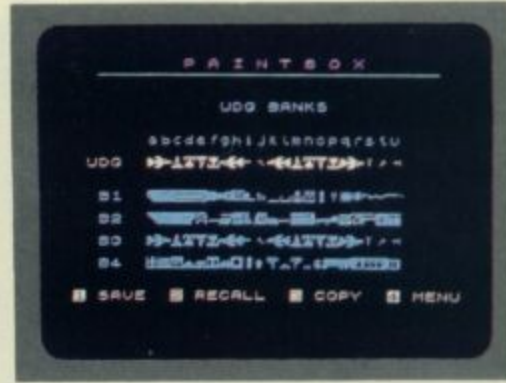 PAINTBOX
UDG BANKS
abcdefghijklmnopqrstu
UDG
B1
B2
B3
B4
1 SAVE 2 RECALL 3 COPY 4 MENU